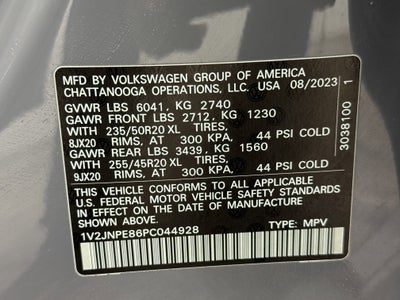 MFD BY VOLKSWAGEN GROUP OF AMERICA
CHATTANOOGA OPERATIONS, LLC. USA 08/2023
GVWR LBS 6041, KG 2740
GAWR FRONT LBS 2712, KG 1230
WITH 235/50R20 XL TIRES,
8JX20 RIMS, AT 300 KPA, 44 PSI COLD
GAWR REAR LBS 3439, KG 1560
WITH 255/45R20 XL TIRES,
9JX20 RIMS, AT 300 KPA, 44 PSI COLD
THIS VEHICLE CONFORMS TO ALL APPLICABLE
U.S. FEDERAL MOTOR VEHICLE SAFETY STANDARDS
IN EFFECT ON THE DATE OF MANUFACTURE
SHOWN ABOVE.
1V2JNPE86PC044928 TYPE: MPV
3038100 1